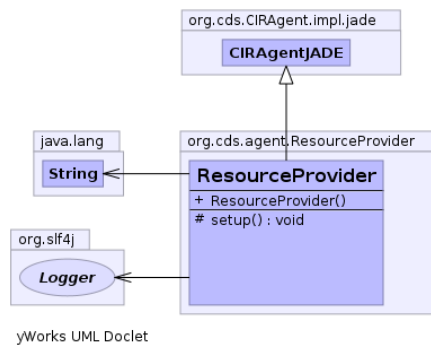 org.cds.CIRAgent.impl.jade
CIRAgentJADE
java.lang
String
org.cds.agent.ResourceProvider
ResourceProvider
+ ResourceProvider()
# setup() : void
org.slf4j
Logger
yWorks UML Doclet